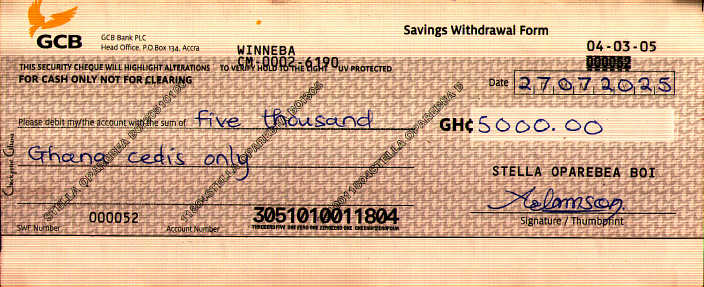 GCB
GCB Bank PLC
Head Office, P.O.Box 134, Accra
Savings Withdrawal Form
WINNEBA
CM-0002-6190
04-03-05
000052
THIS SECURITY CHEQUE WILL HIGHLIGHT ALTERATIONS TO VERIFY HOLD TO THE LIGHT UV PROTECTED
FOR CASH ONLY NOT FOR CLEARING
Date 27072025
Please debit my/the account with the sum of five thousand
GH¢ 5000.00
Ghana cedis only
STELLA OPAREBEA BOI
Signature / Thumbprint
000052
SWF Number
3051010011804
Account Number